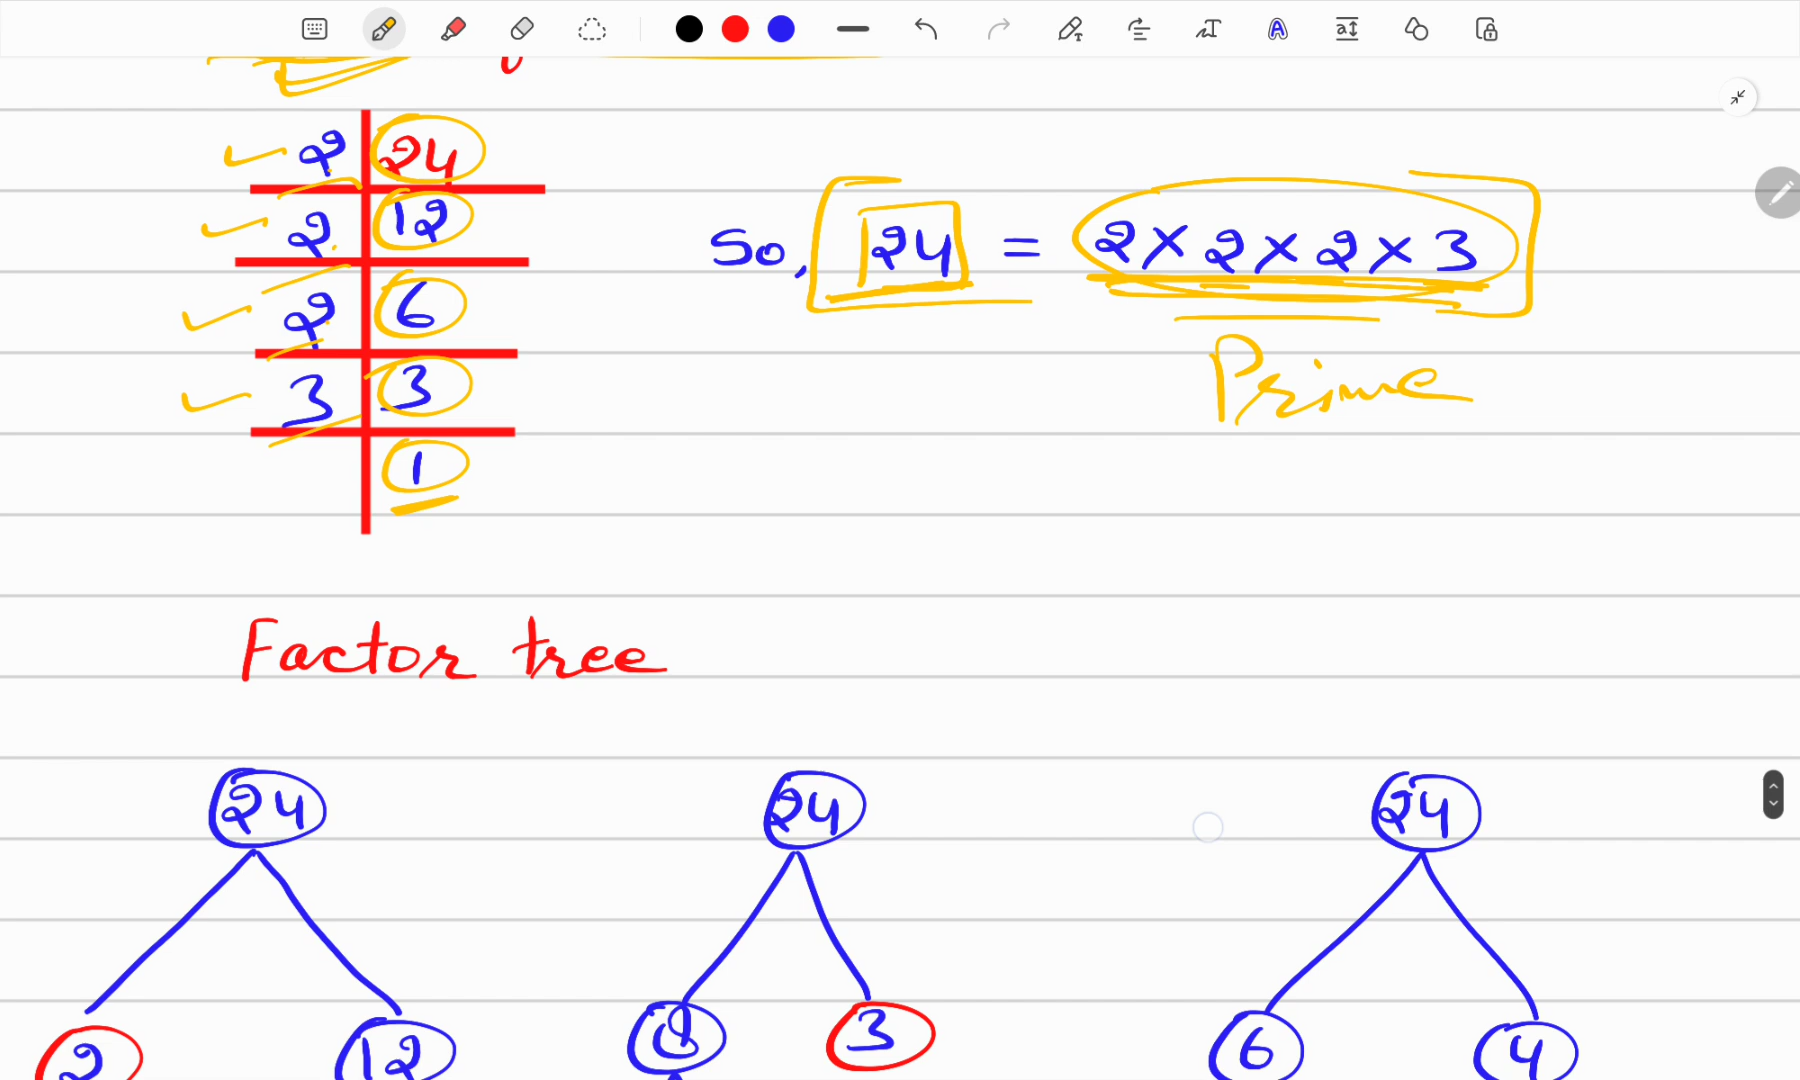 2 24
2 12
So, 24 = 2 × 2 × 2 × 3
2 6
Prime
3 3
1
Factor tree
24 24 24
2 12 3 6 4